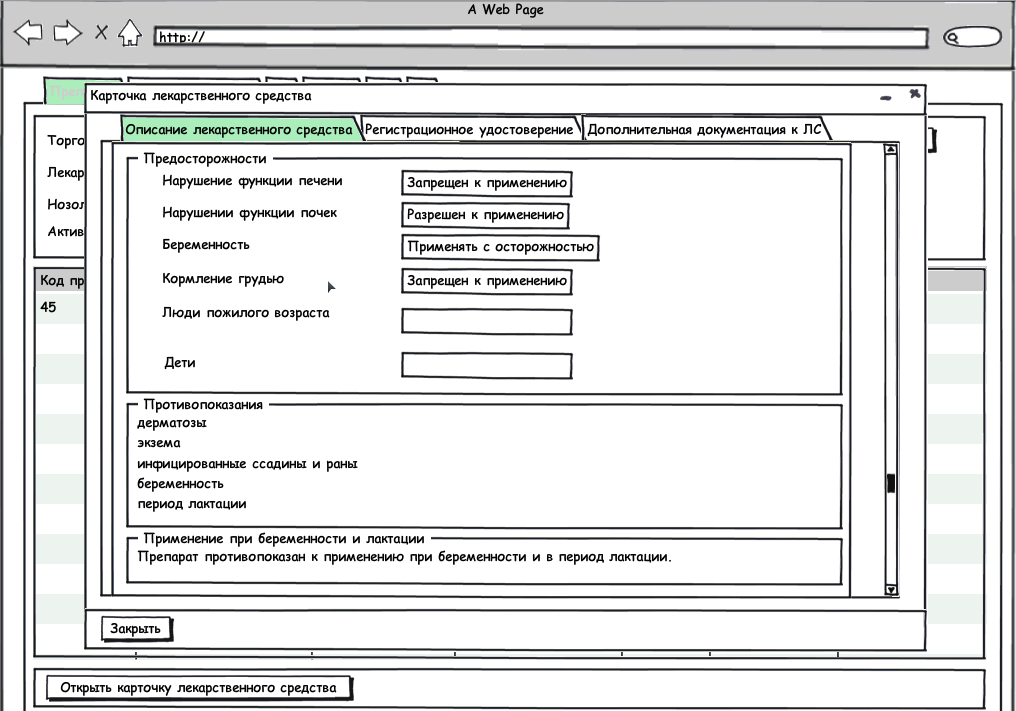 A Web Page
http://
Карточка лекарственного средства
Описание лекарственного средства Регистрационное удостоверение Дополнительная документация к ЛС
Торго
Лекар
Нозол
Актив
Код пр
45
Предосторожности
Нарушение функции печени Запрещен к применению
Нарушении функции почек Разрешен к применению
Беременность Применять с осторожностью
Кормление грудью Запрещен к применению
Люди пожилого возраста
Дети
Противопоказания
дерматозы
экзема
инфицированные ссадины и раны
беременность
период лактации
Применение при беременности и лактации
Препарат противопоказан к применению при беременности и в период лактации.
Закрыть
Открыть карточку лекарственного средства